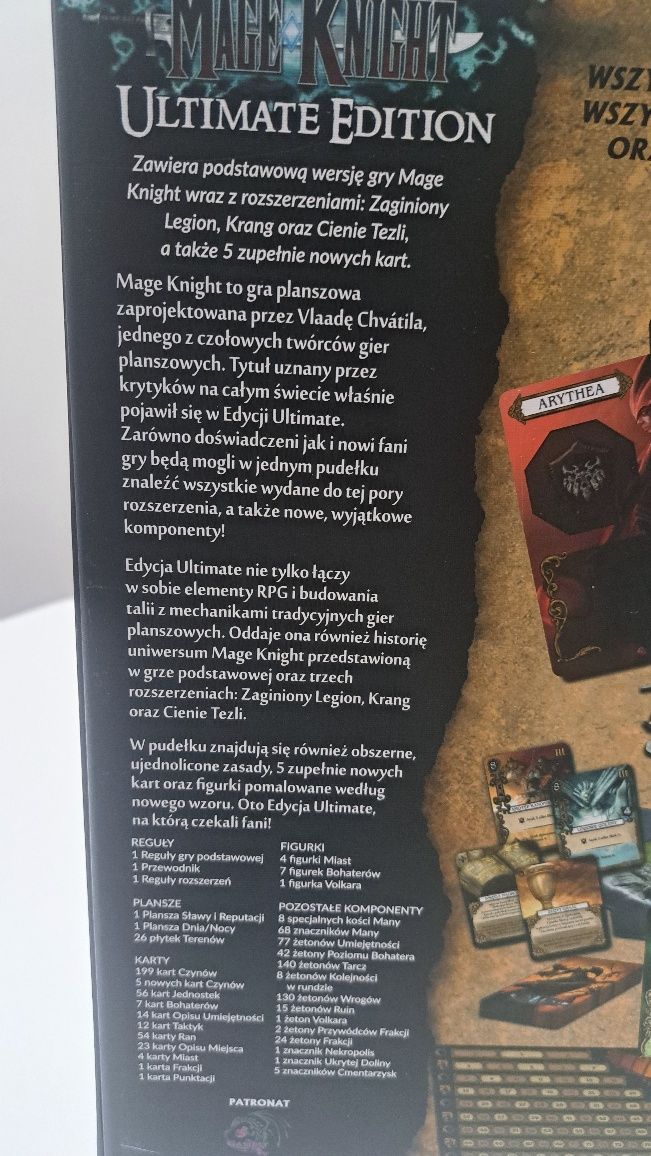 MAGE KNIGHT
ULTIMATE EDITION
Zawiera podstawową wersję gry Mage
Knight wraz z rozszerzeniami: Zaginiony
Legion, Krang oraz Cienie Tezli,
a także 5 zupełnie nowych kart.
Mage Knight to gra planszowa
zaprojektowana przez Vlaadę Chvátila,
jednego z czołowych twórców gier
planszowych. Tytuł uznany przez
krytyków na całym świecie właśnie
pojawił się w Edycji Ultimate.
Zarówno doświadczeni jak i nowi fani
gry będą mogli w jednym pudełku
znaleźć wszystkie wydane do tej pory
rozszerzenia, a także nowe, wyjątkowe
komponenty!
Edycja Ultimate nie tylko łączy
w sobie elementy RPG i budowania
talii z mechanikami tradycyjnych gier
planszowych. Oddaje ona również historię
uniwersum Mage Knight przedstawioną
w grze podstawowej oraz trzech
rozszerzeniach: Zaginiony Legion, Krang
oraz Cienie Tezli.
W pudełku znajdują się również obszerne,
ujednolicone zasady, 5 zupełnie nowych
kart oraz figurki pomalowane według
nowego wzoru. Oto Edycja Ultimate,
na którą czekali fani!
REGUŁY
1 Reguły gry podstawowej
1 Przewodnik
1 Reguły rozszerzeń
PLANSZE
1 Plansza Sławy i Reputacji
1 Plansza Dnia/Nocy
26 płytek Terenów
KARTY
199 kart Czynów
5 nowych kart Czynów
56 kart Jednostek
7 kart Bohaterów
14 kart Opisu Umiejętności
12 kart Taktyk
54 karty Ran
23 karty Opisu Miejsca
4 karty Miast
1 karta Frakcji
1 karta Punktacji
FIGURKI
4 figurki Miast
7 figurek Bohaterów
1 figurka Volkara
POZOSTAŁE KOMPONENTY
8 specjalnych kości Many
68 znaczników Many
77 żetonów Umiejętności
42 żetony Poziomu Bohatera
140 żetonów Tarcz
8 żetonów Kolejności
w rundzie
130 żetonów Wrogów
15 żetonów Ruin
1 żeton Volkara
2 żetony Przywódców Frakcji
24 żetony Frakcji
1 znacznik Nekropolis
1 znacznik Ukrytej Doliny
5 znaczników Cmentarzysk
PATRONAT
ARYTHEA